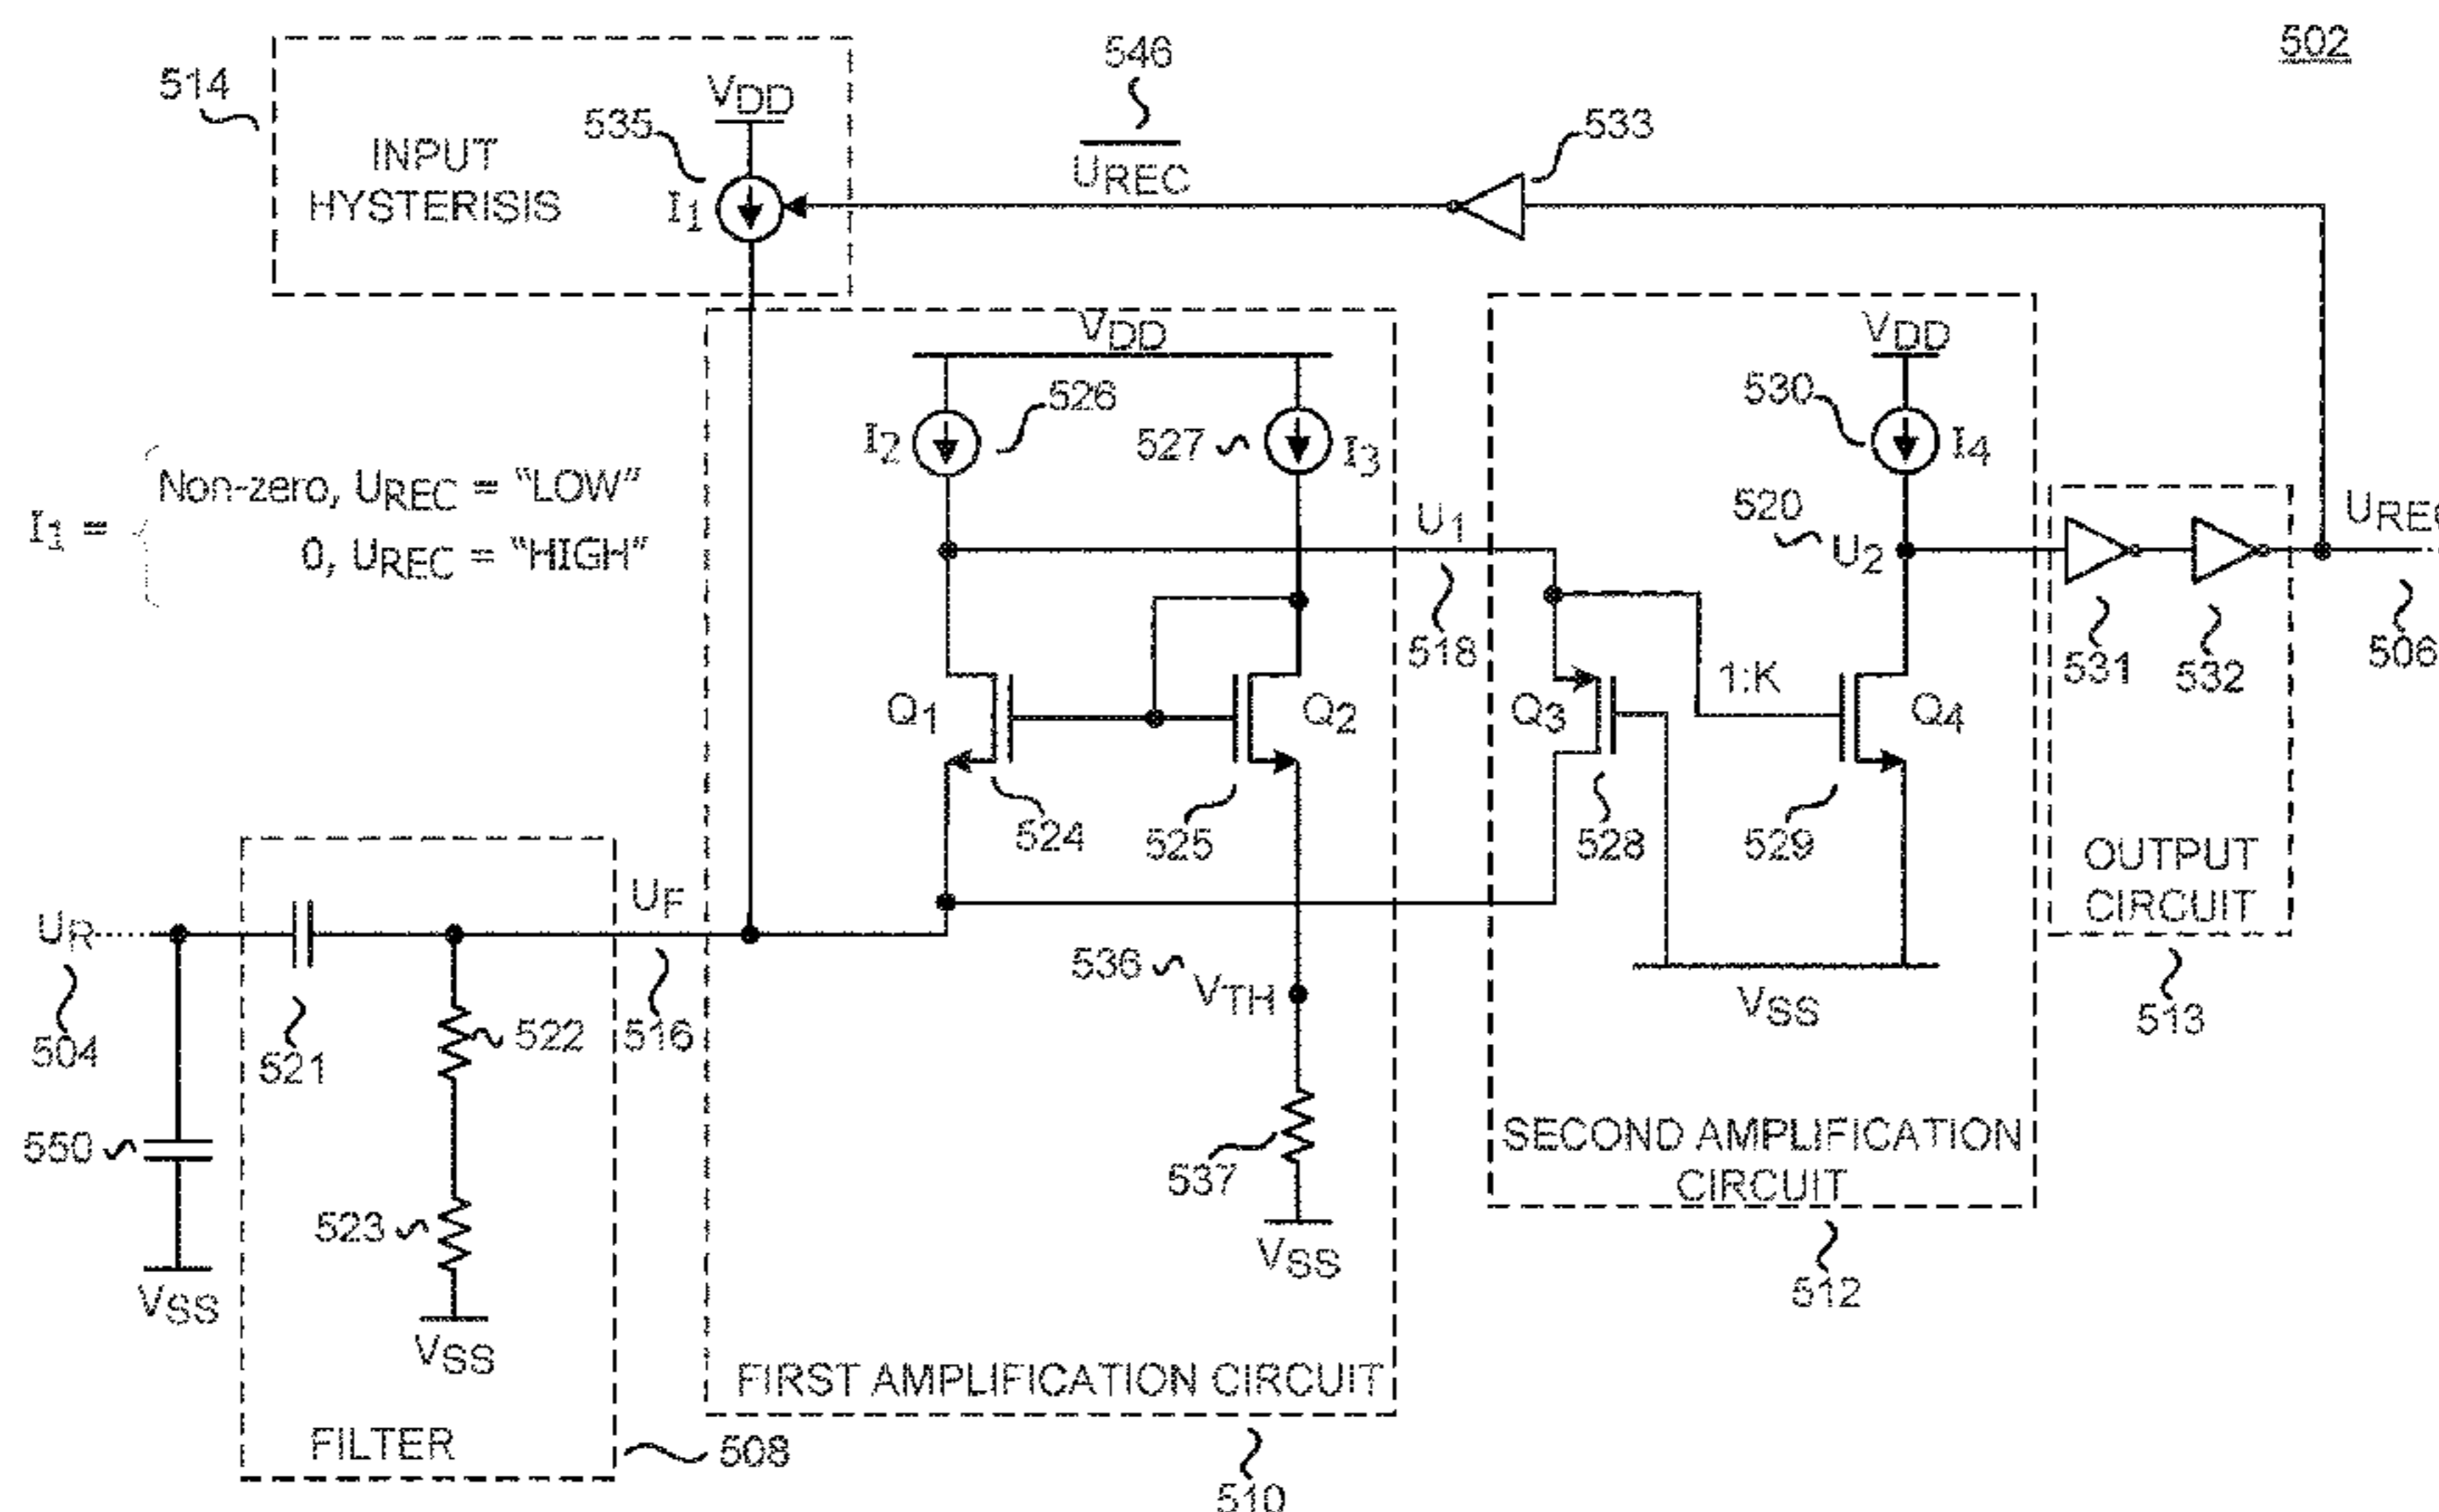 502
514
INPUT
HYSTERISIS
VDD
535
I1
546
UREC
533
I1 =
Non-zero, UREC = “LOW”
0, UREC = “HIGH”
VDD
I2
526
527
I3
U1
518
Q1
524
Q2
525
VDD
530
I4
520
U2
1:K
Q3
528
Q4
529
VSS
531
532
506
OUTPUT
CIRCUIT
513
UR
504
550
VSS
521
522
523
VSS
FILTER
508
UF
516
536
VTH
537
VSS
FIRST AMPLIFICATION CIRCUIT
510
SECOND AMPLIFICATION
CIRCUIT
512